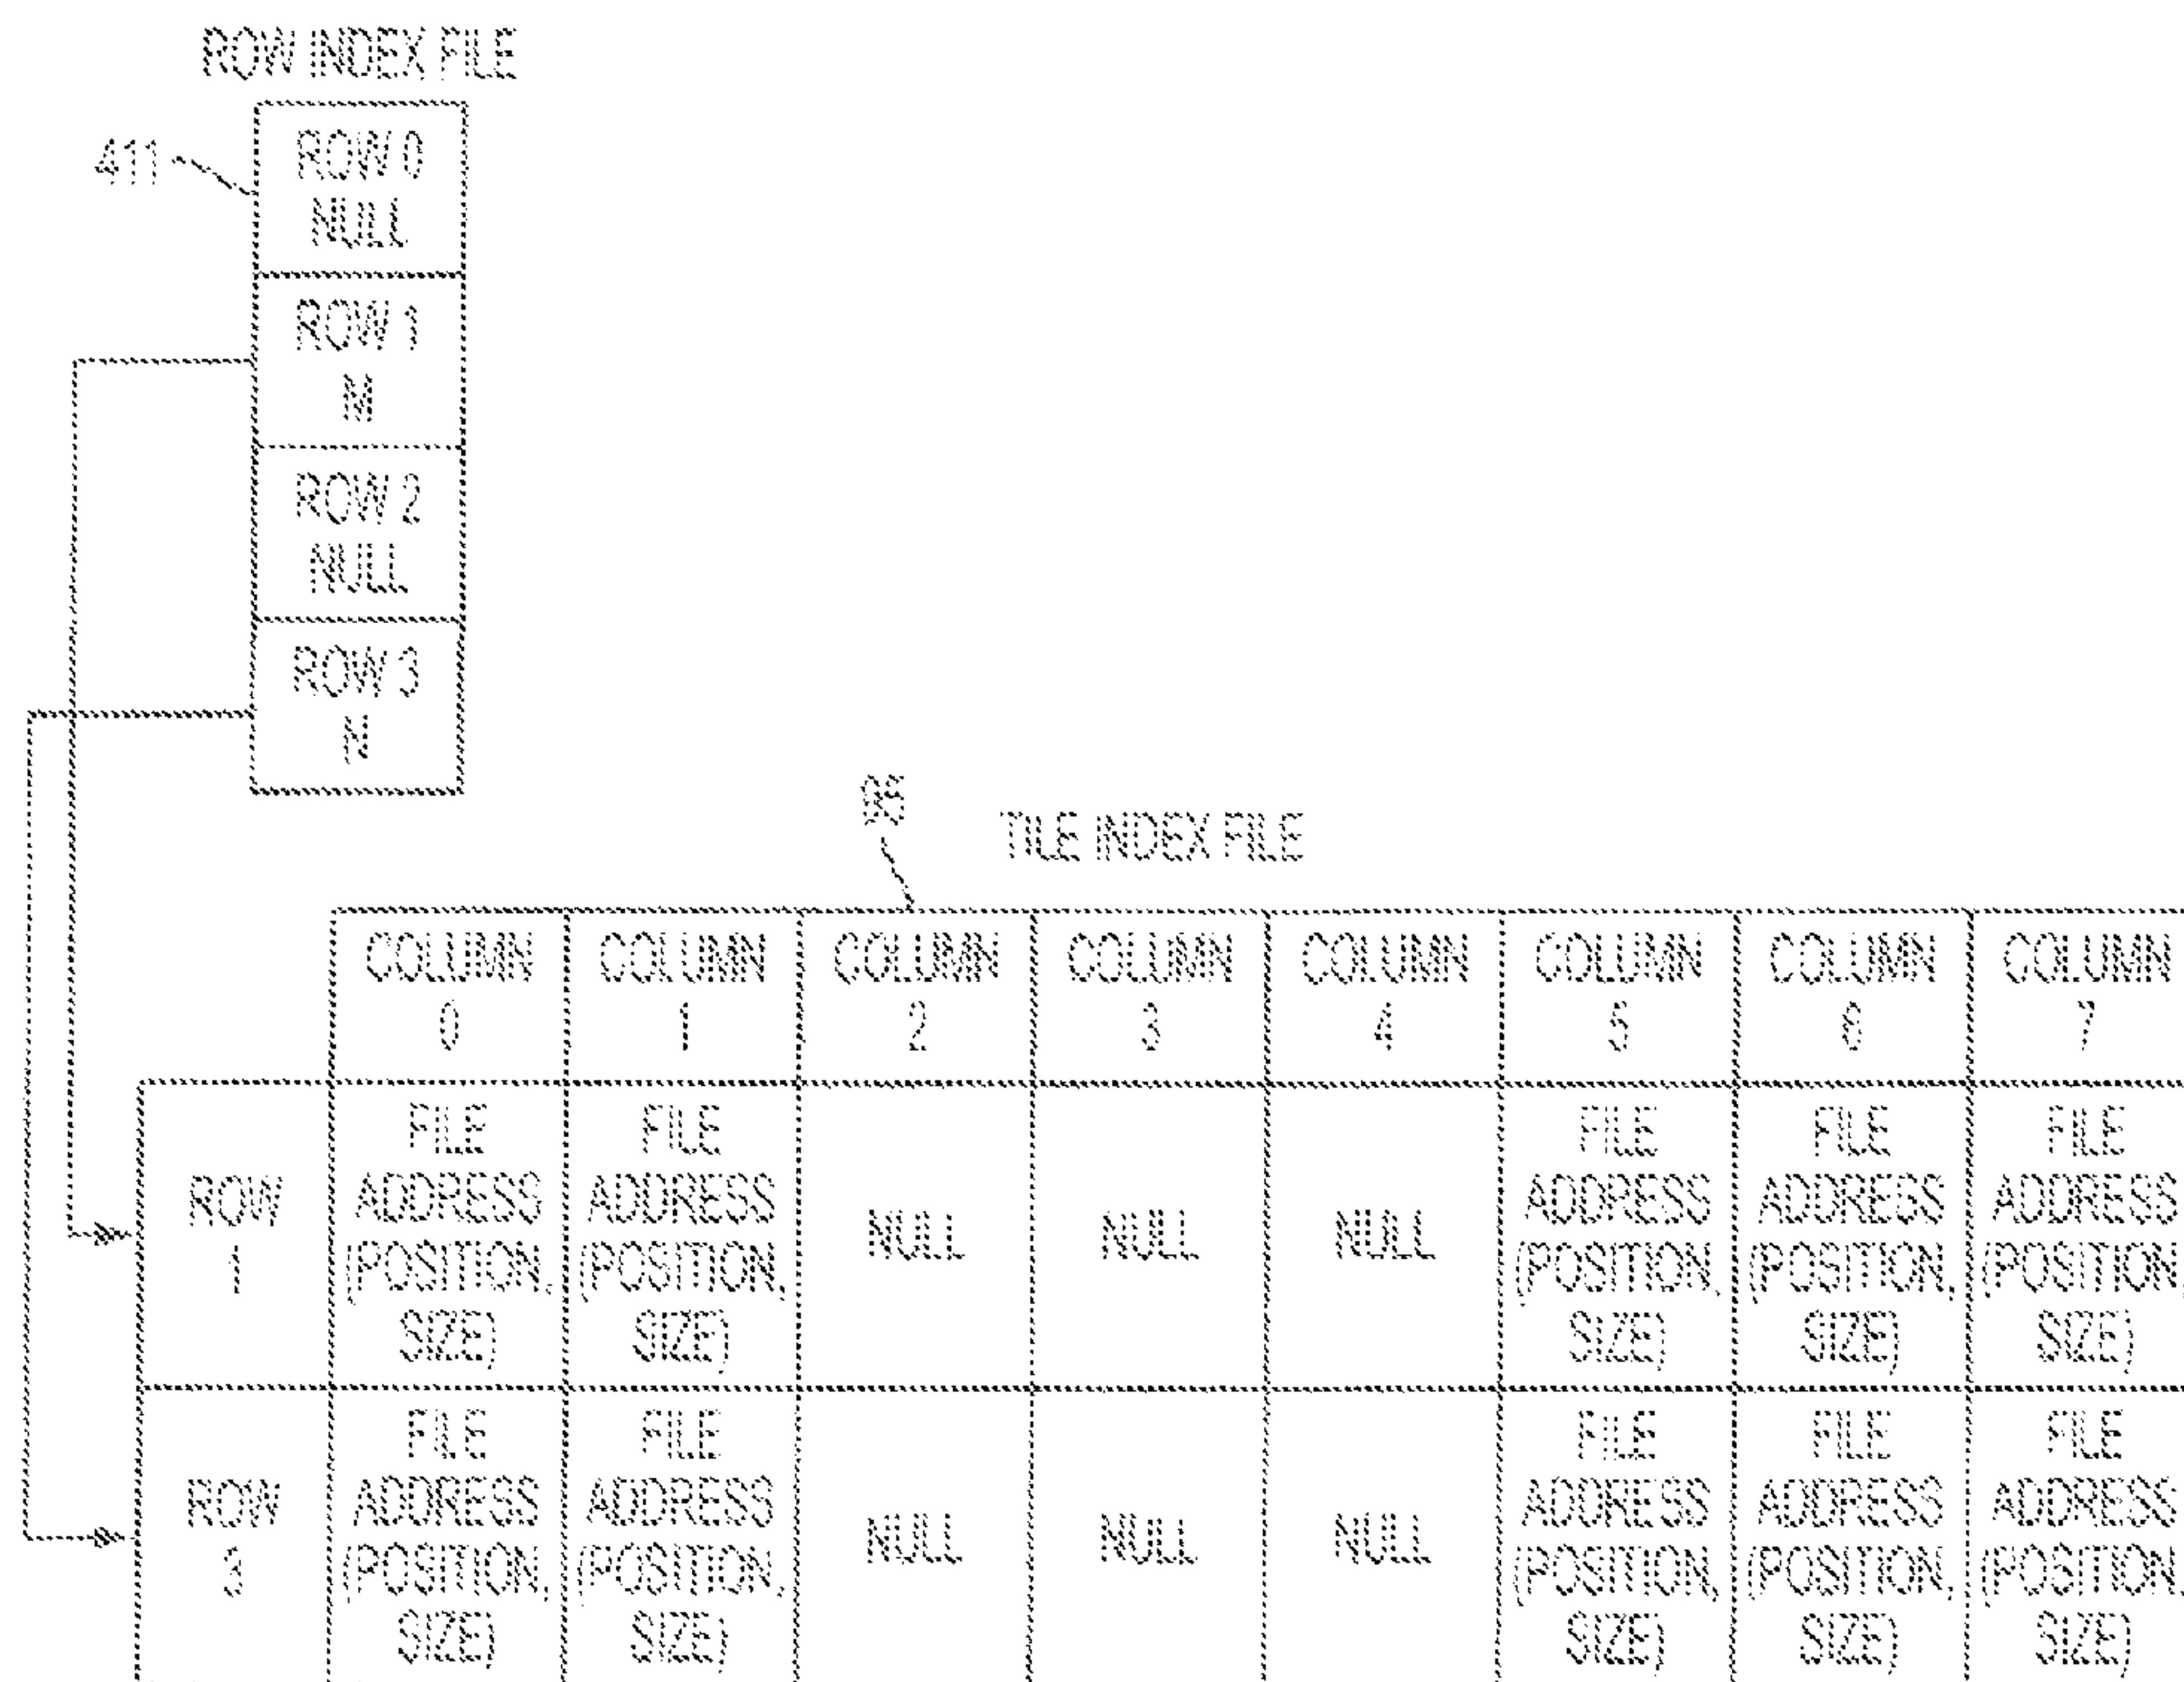 ROW INDEX FILE
411
ROW 0
NULL
ROW 1
M
ROW 2
NULL
ROW 3
N
95
TILE INDEX FILE
COLUMN
0
COLUMN
1
COLUMN
2
COLUMN
3
COLUMN
4
COLUMN
5
COLUMN
6
COLUMN
7
ROW
1
FILE
ADDRESS
(POSITION,
SIZE)
FILE
ADDRESS
(POSITION,
SIZE)
NULL
NULL
NULL
FILE
ADDRESS
(POSITION,
SIZE)
FILE
ADDRESS
(POSITION,
SIZE)
FILE
ADDRESS
(POSITION,
SIZE)
ROW
3
FILE
ADDRESS
(POSITION,
SIZE)
FILE
ADDRESS
(POSITION,
SIZE)
NULL
NULL
NULL
FILE
ADDRESS
(POSITION,
SIZE)
FILE
ADDRESS
(POSITION,
SIZE)
FILE
ADDRESS
(POSITION,
SIZE)